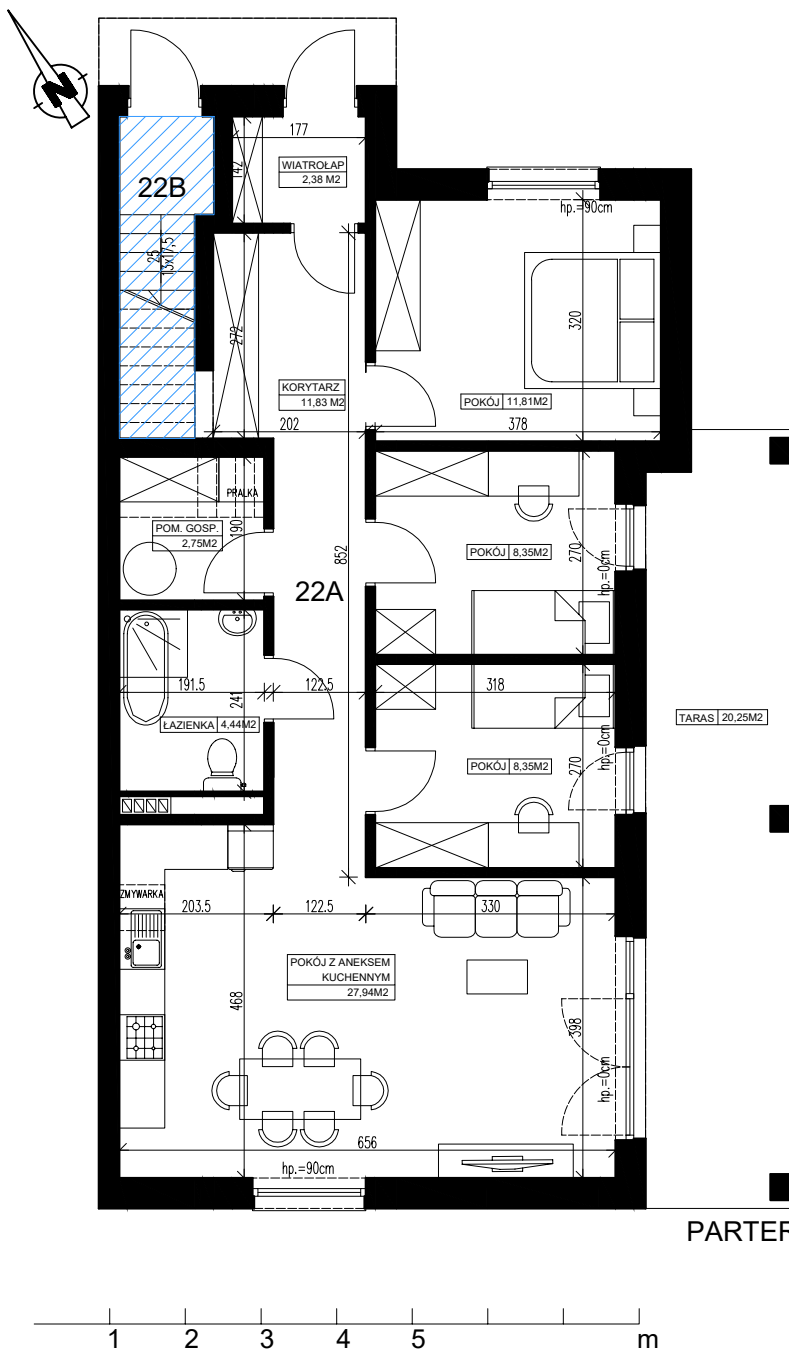 N
22B
25
13x17,5
177
142
WIATROŁAP
2,38 M2
hp.=90cm
320
272
KORYTARZ
11,83 M2
202
POKÓJ 11,81M2
378
PRALKA
POM. GOSP.
2,75M2
190
852
22A
POKÓJ 8,35M2
270
hp.=0cm
191.5
241
122.5
318
ŁAZIENKA 4,44M2
POKÓJ 8,35M2
270
hp.=0cm
TARAS 20,25M2
ZMYWARKA
203.5
122.5
330
POKÓJ Z ANEKSEM
KUCHENNYM
27,94M2
468
398
hp.=0cm
656
hp.=90cm
PARTER
1 2 3 4 5 m